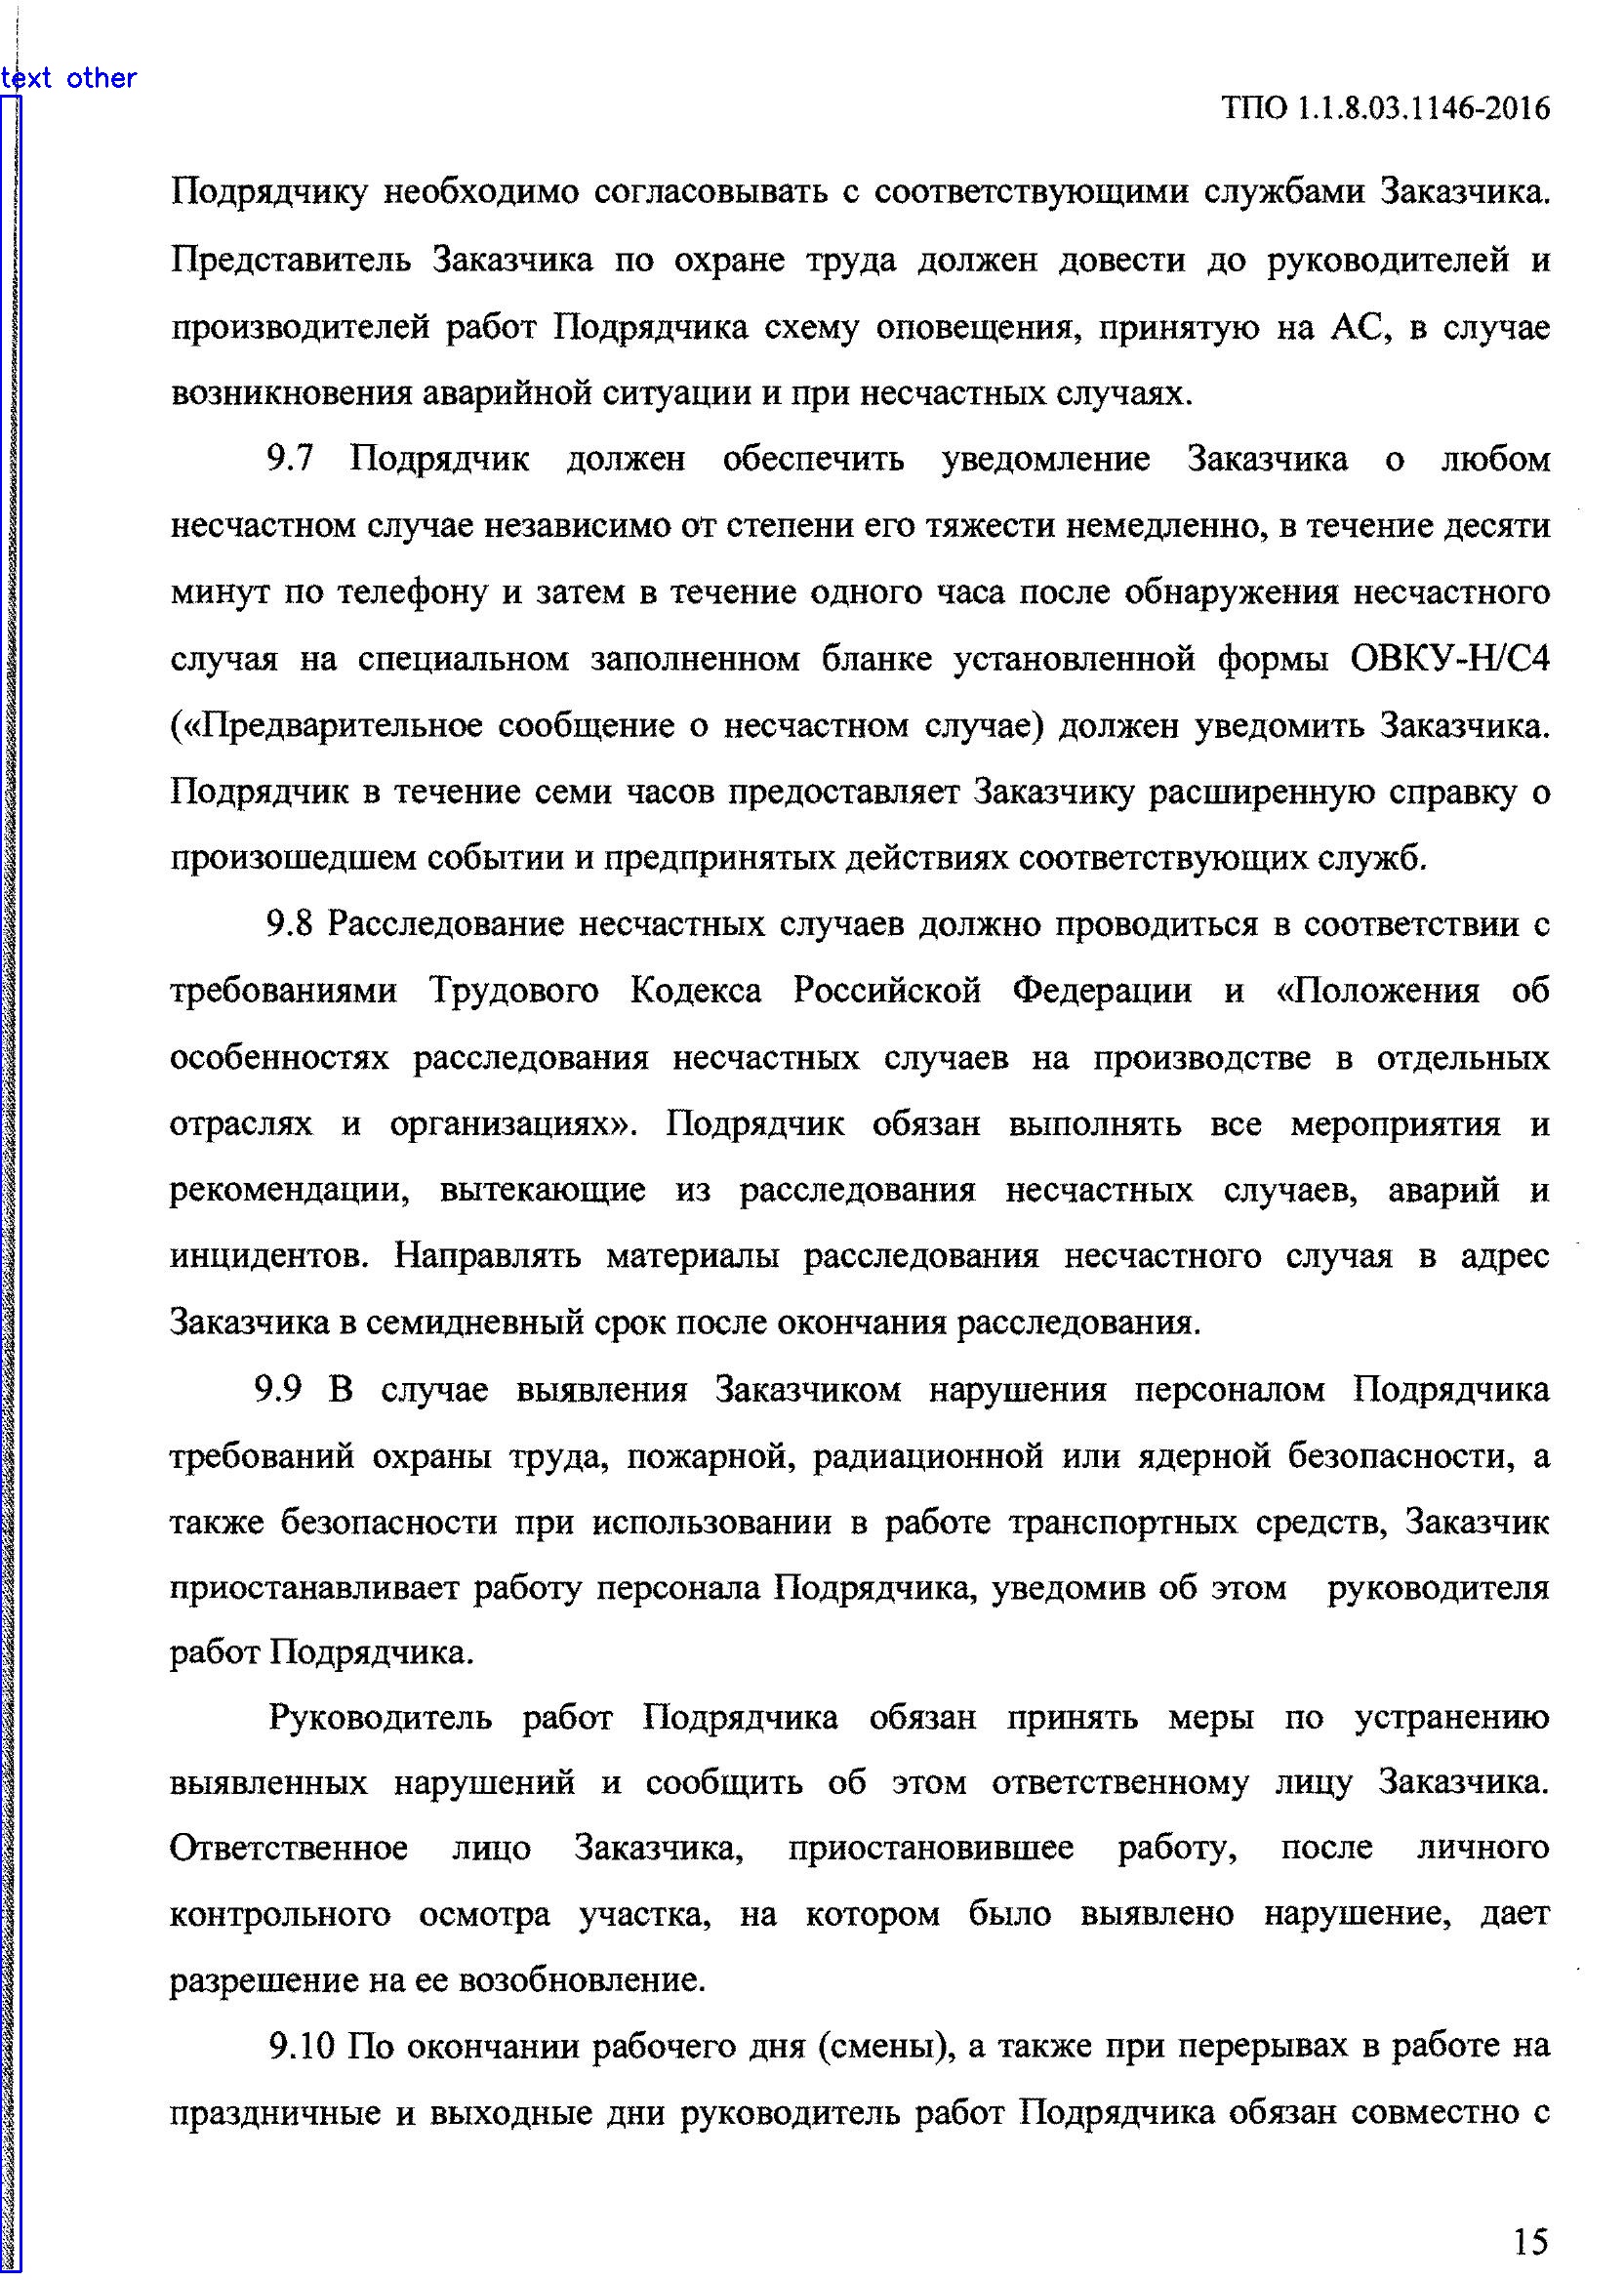 text other
ТПО 1.1.8.03.1146-2016
Подрядчику необходимо согласовывать с соответствующими службами Заказчика.
Представитель Заказчика по охране труда должен довести до руководителей и
производителей работ Подрядчика схему оповещения, принятую на АС, в случае
возникновения аварийной ситуации и при несчастных случаях.
9.7 Подрядчик должен обеспечить уведомление Заказчика о любом
несчастном случае независимо от степени его тяжести немедленно, в течение десяти
минут по телефону и затем в течение одного часа после обнаружения несчастного
случая на специальном заполненном бланке установленной формы ОВКУ-Н/С4
(«Предварительное сообщение о несчастном случае) должен уведомить Заказчика.
Подрядчик в течение семи часов предоставляет Заказчику расширенную справку о
произошедшем событии и предпринятых действиях соответствующих служб.
9.8 Расследование несчастных случаев должно проводиться в соответствии с
требованиями Трудового Кодекса Российской Федерации и «Положения об
особенностях расследования несчастных случаев на производстве в отдельных
отраслях и организациях». Подрядчик обязан выполнять все мероприятия и
рекомендации, вытекающие из расследования несчастных случаев, аварий и
инцидентов. Направлять материалы расследования несчастного случая в адрес
Заказчика в семидневный срок после окончания расследования.
9.9 В случае выявления Заказчиком нарушения персоналом Подрядчика
требований охраны труда, пожарной, радиационной или ядерной безопасности, а
также безопасности при использовании в работе транспортных средств, Заказчик
приостанавливает работу персонала Подрядчика, уведомив об этом руководителя
работ Подрядчика.
Руководитель работ Подрядчика обязан принять меры по устранению
выявленных нарушений и сообщить об этом ответственному лицу Заказчика.
Ответственное лицо Заказчика, приостановившее работу, после личного
контрольного осмотра участка, на котором было выявлено нарушение, дает
разрешение на ее возобновление.
9.10 По окончании рабочего дня (смены), а также при перерывах в работе на
праздничные и выходные дни руководитель работ Подрядчика обязан совместно с
15